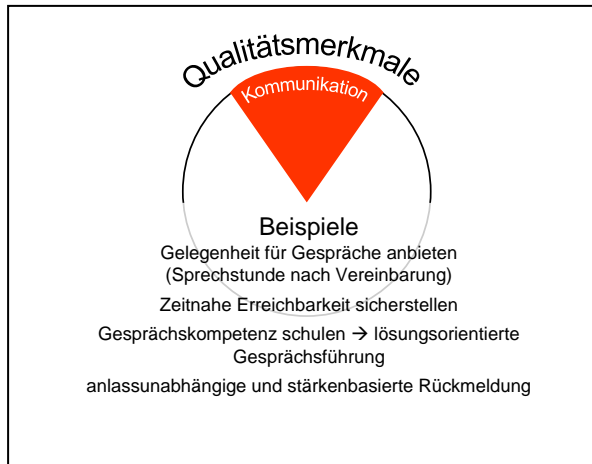 Qualitätsmerkmale
Kommunikation
Beispiele
Gelegenheit für Gespräche anbieten
(Sprechstunde nach Vereinbarung)
Zeitnahe Erreichbarkeit sicherstellen
Gesprächskompetenz schulen → lösungsorientierte
Gesprächsführung
anlassunabhängige und stärkenbasierte Rückmeldung